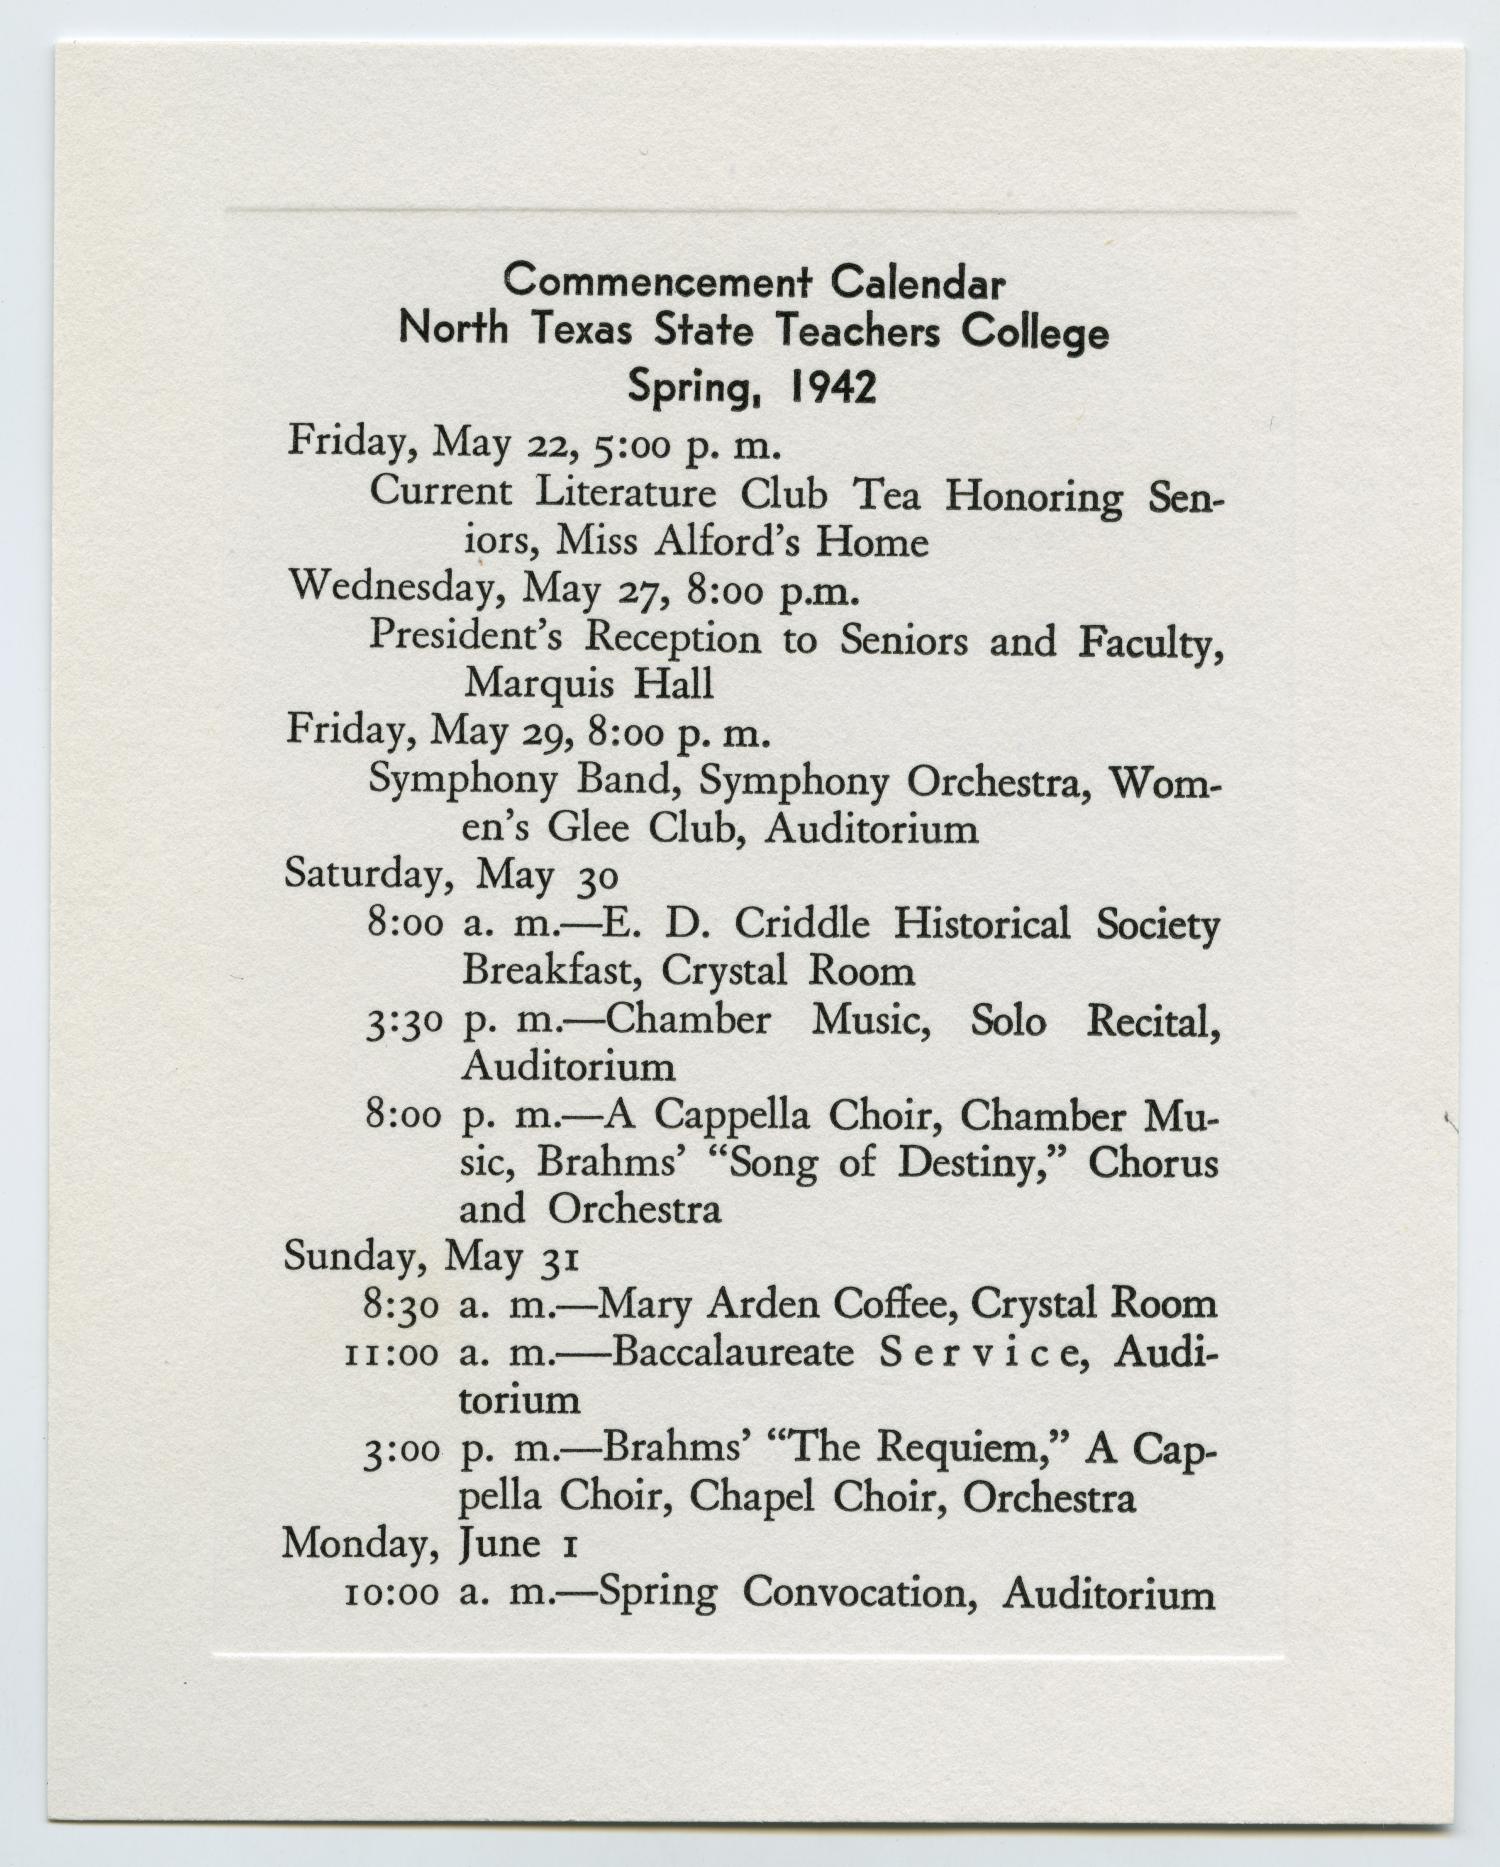 Commencement Calendar
North Texas State Teachers College
Spring, 1942
Friday, May 22, 5:00 p. m.
Current Literature Club Tea Honoring Sen-
iors, Miss Alford's Home
Wednesday, May 27, 8:00 p.m.
President's Reception to Seniors and Faculty,
Marquis Hall
Friday, May 29, 8:00 p. m.
Symphony Band, Symphony Orchestra, Wom-
en's Glee Club, Auditorium
Saturday, May 30
8:00 a. m.—E. D. Criddle Historical Society
Breakfast, Crystal Room
3:30 p. m.—Chamber Music, Solo Recital,
Auditorium
8:00 p. m.—A Cappella Choir, Chamber Mu-
sic, Brahms' “Song of Destiny,” Chorus
and Orchestra
Sunday, May 31
8:30 a. m.—Mary Arden Coffee, Crystal Room
11:00 a. m.—Baccalaureate S e r v i c e, Audi-
torium
3:00 p. m.—Brahms' “The Requiem,” A Cap-
pella Choir, Chapel Choir, Orchestra
Monday, June 1
10:00 a. m.—Spring Convocation, Auditorium